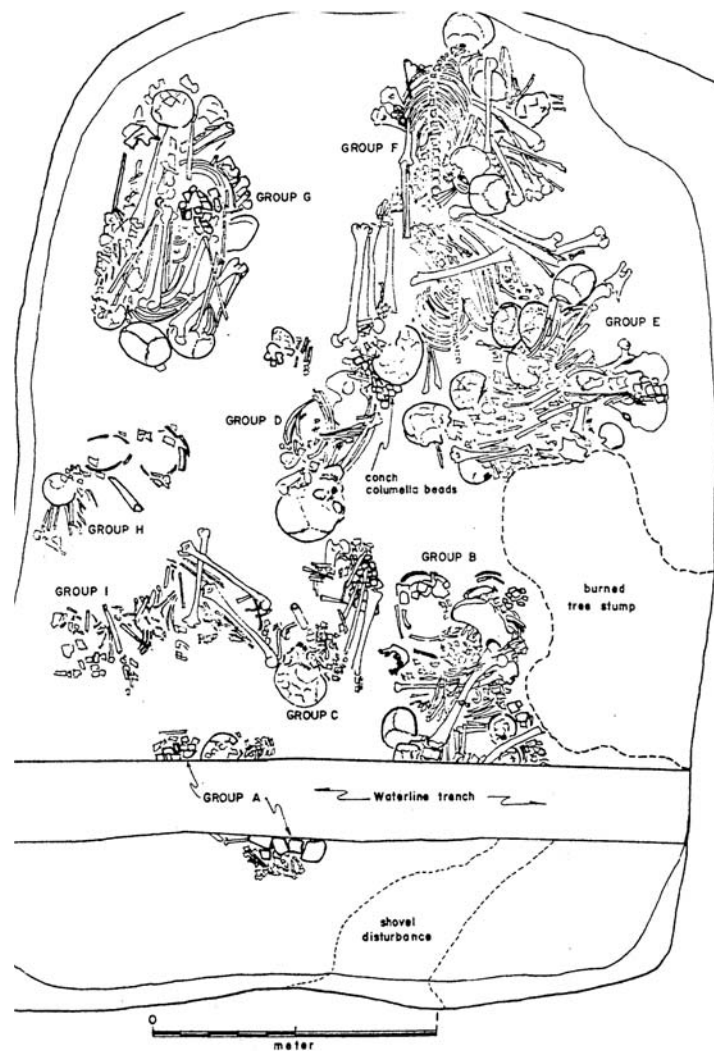 GROUP F
GROUP G
GROUP E
GROUP D
conch
columella beads
GROUP H
GROUP B
GROUP I
burned
tree stump
GROUP C
GROUP A
Waterline trench
shovel
disturbance
0
1
meter